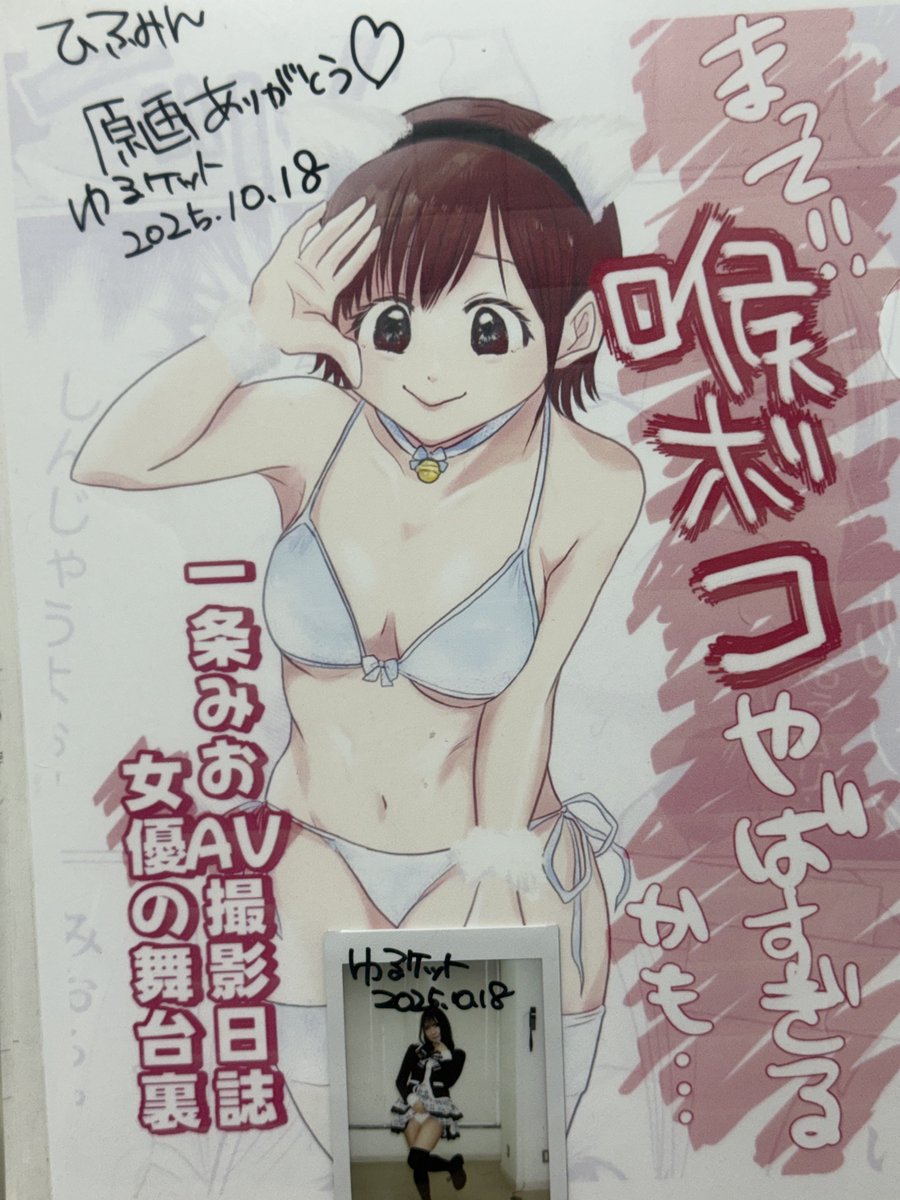 ひふみん
原画ありがとう♡
ゆるケット
2025.10.18
まって!!
喉ボコ
やばすぎる
かも…
一条みおAV撮影日誌
女優の舞台裏
ゆるケット
2025.10.18